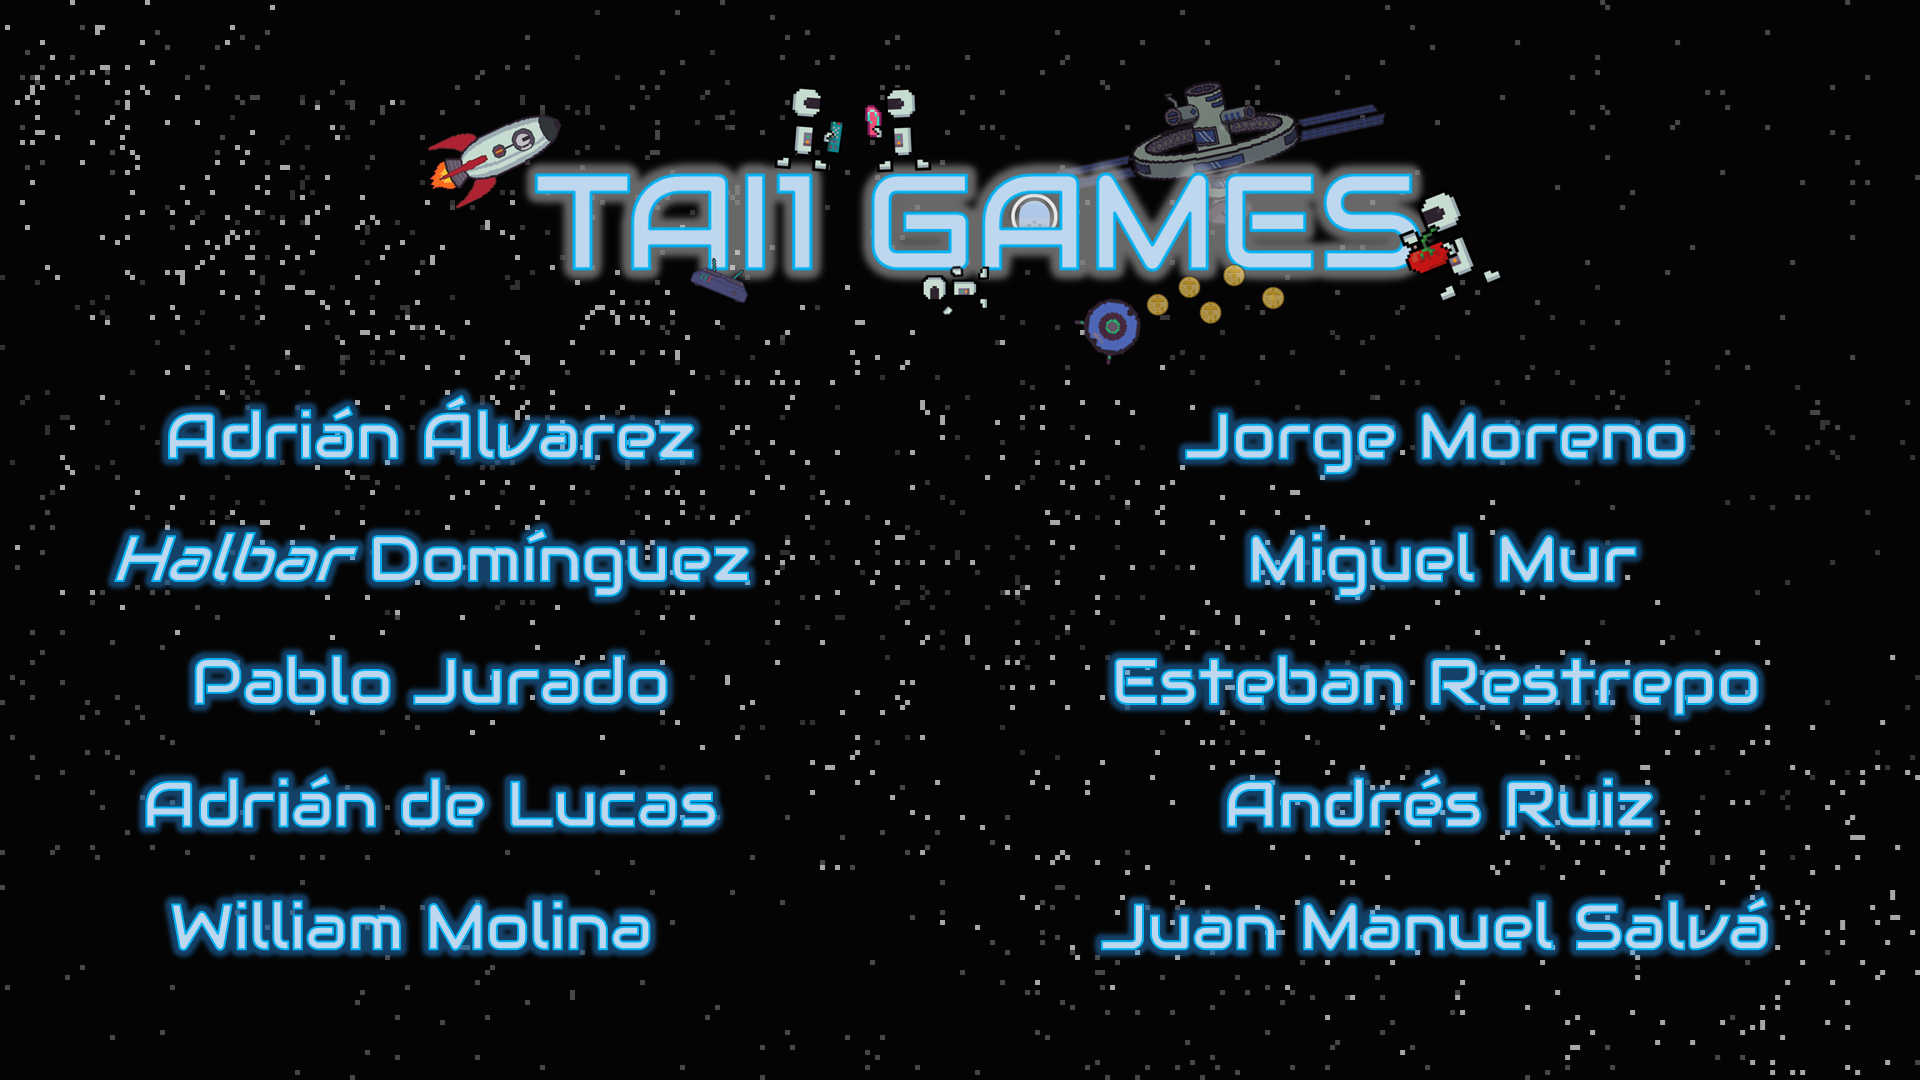 TAI1 GAMES
Adrián Álvarez
Halbar Domínguez
Pablo Jurado
Adrián de Lucas
William Molina
Jorge Moreno
Miguel Mur
Esteban Restrepo
Andrés Ruiz
Juan Manuel Salvá